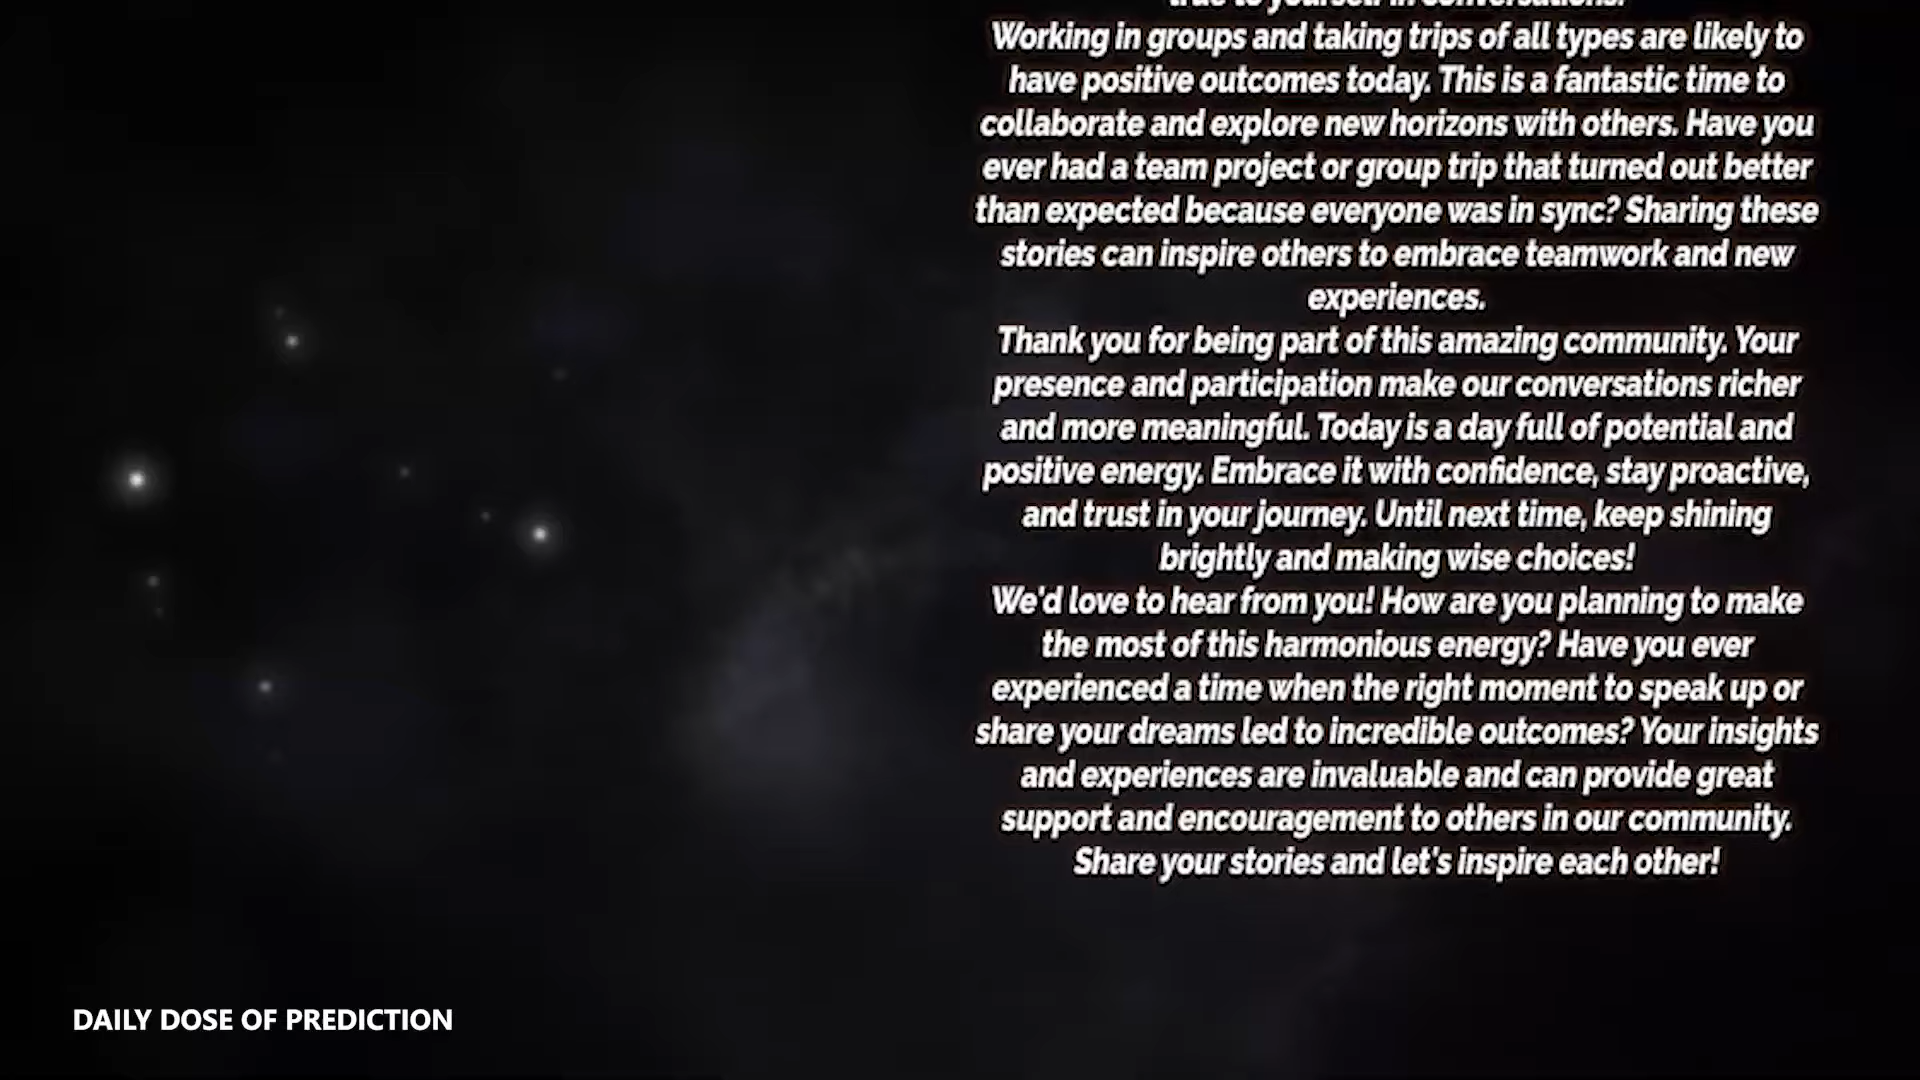 true to yourself in conversations.
Working in groups and taking trips of all types are likely to
have positive outcomes today. This is a fantastic time to
collaborate and explore new horizons with others. Have you
ever had a team project or group trip that turned out better
than expected because everyone was in sync? Sharing these
stories can inspire others to embrace teamwork and new
experiences.
Thank you for being part of this amazing community. Your
presence and participation make our conversations richer
and more meaningful. Today is a day full of potential and
positive energy. Embrace it with confidence, stay proactive,
and trust in your journey. Until next time, keep shining
brightly and making wise choices!
We'd love to hear from you! How are you planning to make
the most of this harmonious energy? Have you ever
experienced a time when the right moment to speak up or
share your dreams led to incredible outcomes? Your insights
and experiences are invaluable and can provide great
support and encouragement to others in our community.
Share your stories and let's inspire each other!
DAILY DOSE OF PREDICTION